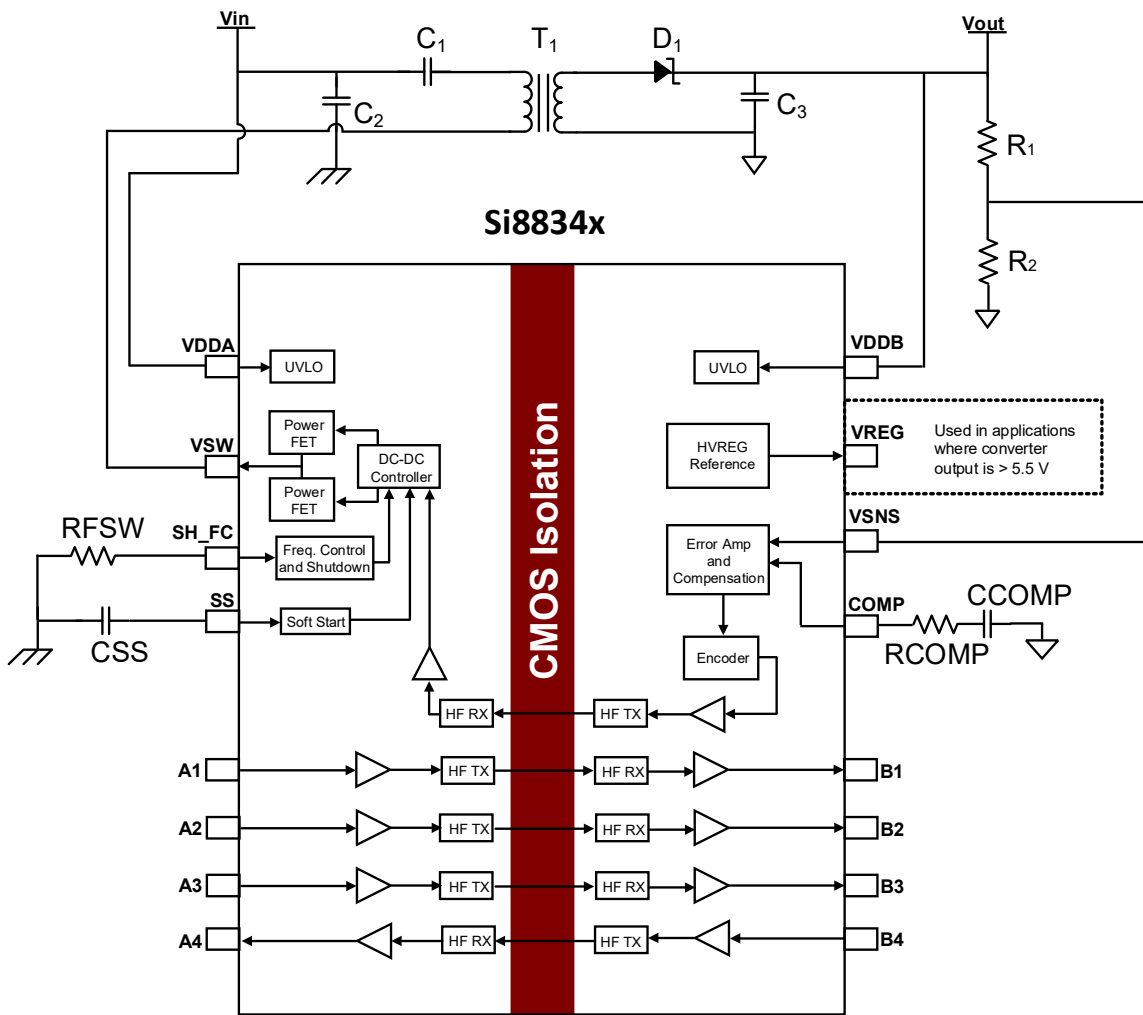 Vin
Vout
C1
T1
D1
C2
C3
R1
R2
Si8834x
VDDA
UVLO
UVLO
VDDB
VSW
Power
FET
DC-DC
Controller
Power
FET
HVREG
Reference
VREG
Used in applications
where converter
output is > 5.5 V
RFSW
SH_FC
Freq. Control
and Shutdown
VSNS
Error Amp
and
Compensation
SS
Soft Start
CSS
COMP
CCOMP
RCOMP
Encoder
CMOS Isolation
HF RX
HF TX
A1
HF TX
HF RX
B1
A2
HF TX
HF RX
B2
A3
HF TX
HF RX
B3
A4
HF RX
HF TX
B4